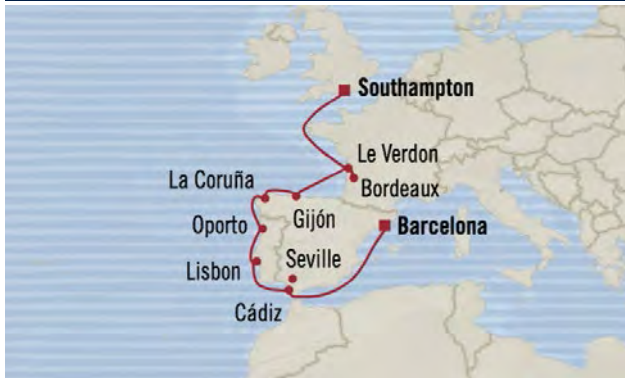 Southampton
Le Verdon
Bordeaux
La Coruña
Gijón
Oporto
Barcelona
Seville
Lisbon
Cádiz